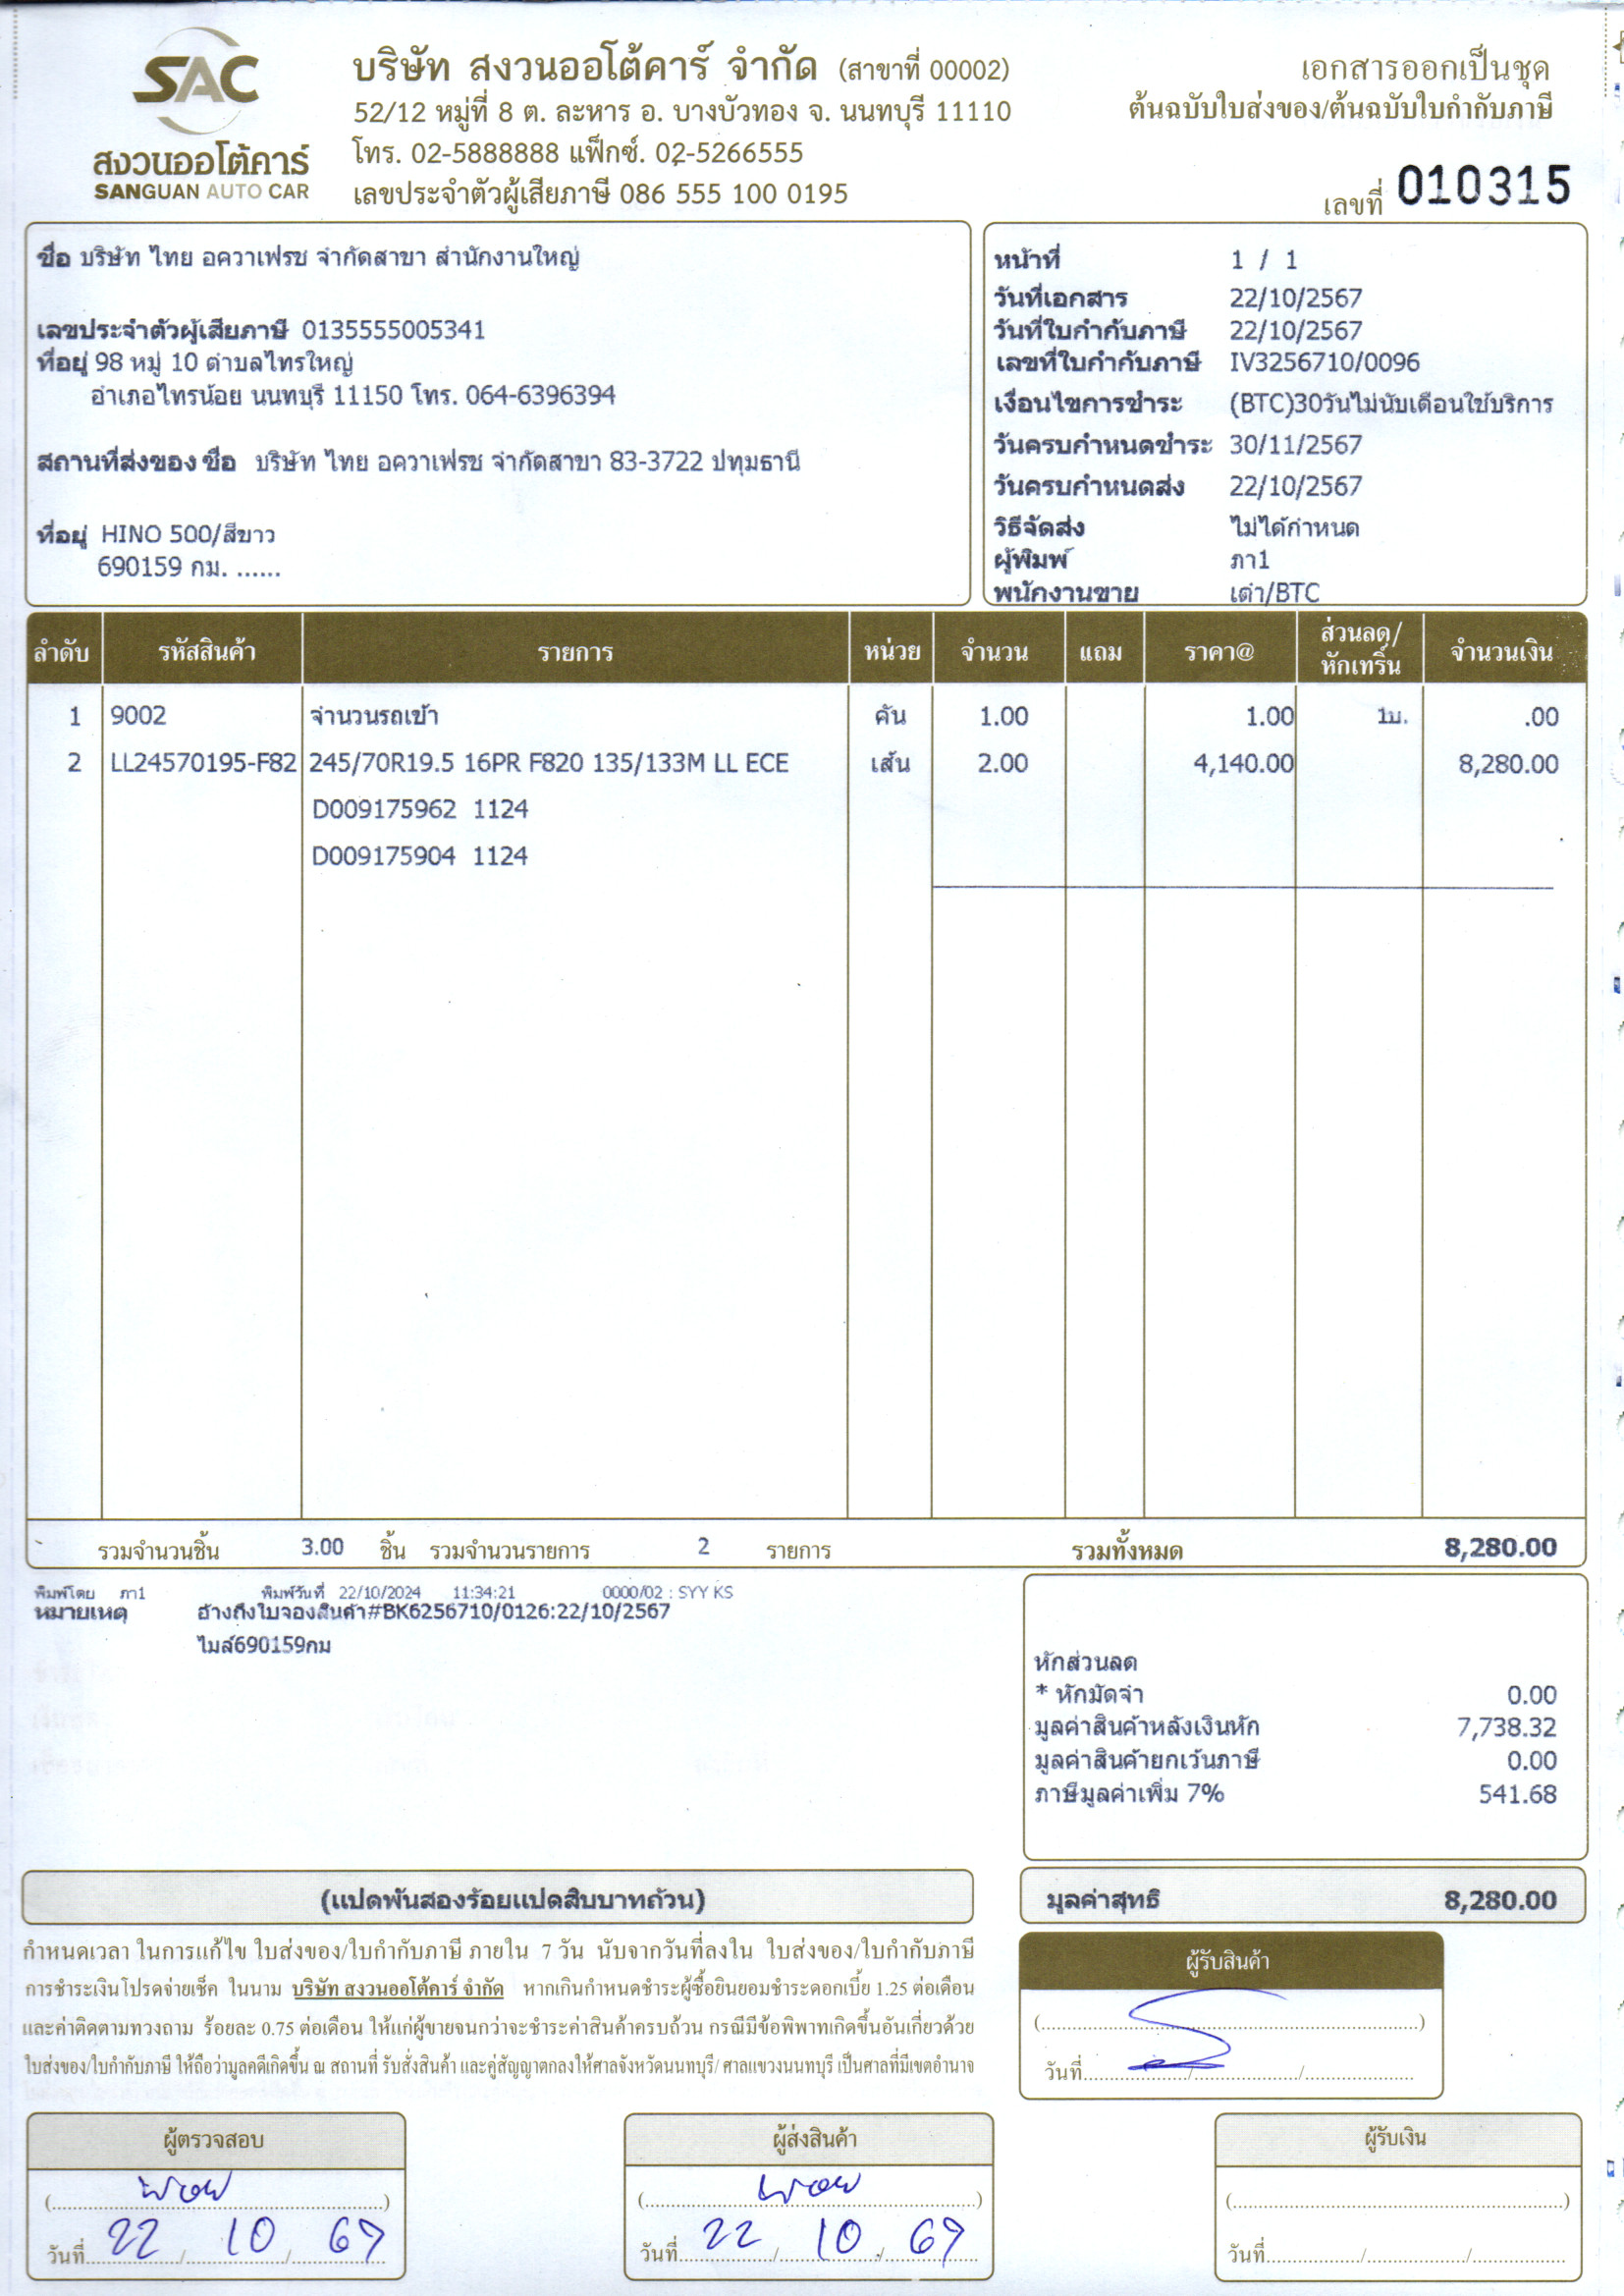 SAC
สงวนออโต้คาร์
SANGUAN AUTO CAR
บริษัท สงวนออโต้คาร์ จำกัด (สาขาที่ 00002)
52/12 หมู่ที่ 8 ต. ละหาร อ. บางบัวทอง จ. นนทบุรี 11110
โทร. 02-5888888 แฟ็กซ์. 02-5266555
เลขประจำตัวผู้เสียภาษี 086 555 100 0195
เอกสารออกเป็นชุด
ต้นฉบับใบส่งของ/ต้นฉบับใบกำกับภาษี
เลขที่ 010315
ชื่อ บริษัท ไทย อควาเฟรช จำกัดสาขา สำนักงานใหญ่
เลขประจำตัวผู้เสียภาษี 0135555005341
ที่อยู่ 98 หมู่ 10 ตำบลไทรใหญ่
อำเภอไทรน้อย นนทบุรี 11150 โทร. 064-6396394
สถานที่ส่งของ ชื่อ บริษัท ไทย อควาเฟรช จำกัดสาขา 83-3722 ปทุมธานี
ที่อยู่ HINO 500/สีขาว
690159 กม. ......
หน้าที่ 1 / 1
วันที่เอกสาร 22/10/2567
วันที่ใบกำกับภาษี 22/10/2567
เลขที่ใบกำกับภาษี IV3256710/0096
เงื่อนไขการชำระ (BTC)30วันไม่นับเดือนใช้บริการ
วันครบกำหนดชำระ 30/11/2567
วันครบกำหนดส่ง 22/10/2567
วิธีจัดส่ง ไม่ได้กำหนด
ผู้พิมพ์ ภา1
พนักงานขาย เต๋า/BTC
ลำดับ รหัสสินค้า รายการ หน่วย จำนวน แถม ราคา@ ส่วนลด/หักเทริ์น จำนวนเงิน
1 9002 จำนวนรถเข้า คัน 1.00 1.00 1บ. .00
2 LL24570195-F82 245/70R19.5 16PR F820 135/133M LL ECE เส้น 2.00 4,140.00 8,280.00
D009175962 1124
D009175904 1124
รวมจำนวนชิ้น 3.00 ชิ้น รวมจำนวนรายการ 2 รายการ รวมทั้งหมด 8,280.00
พิมพ์โดย ภา1 พิมพ์วันที่ 22/10/2024 11:34:21 0000/02 : SYY KS
หมายเหตุ อ้างถึงใบจองสินค้า#BK6256710/0126:22/10/2567
ไมล์690159กม
หักส่วนลด
* หักมัดจำ 0.00
มูลค่าสินค้าหลังเงินหัก 7,738.32
มูลค่าสินค้ายกเว้นภาษี 0.00
ภาษีมูลค่าเพิ่ม 7% 541.68
(แปดพันสองร้อยแปดสิบบาทถ้วน)
มูลค่าสุทธิ 8,280.00
กำหนดเวลา ในการแก้ไข ใบส่งของ/ใบกำกับภาษี ภายใน 7 วัน นับจากวันที่ลงใน ใบส่งของ/ใบกำกับภาษี
การชำระเงินโปรดจ่ายเช็ค ในนาม บริษัท สงวนออโต้คาร์ จำกัด หากเกินกำหนดชำระผู้ซื้อยินยอมชำระดอกเบี้ย 1.25 ต่อเดือน
และค่าติดตามทวงถาม ร้อยละ 0.75 ต่อเดือน ให้แก่ผู้ขายจนกว่าจะชำระค่าสินค้าครบถ้วน กรณีมีข้อพิพาทเกิดขึ้นอันเกี่ยวด้วย
ใบส่งของ/ใบกำกับภาษี ให้ถือว่ามูลคดีเกิดขึ้น ณ สถานที่ รับสั่งสินค้า และคู่สัญญาตกลงให้ศาลจังหวัดนนทบุรี/ ศาลแขวงนนทบุรี เป็นศาลที่มีเขตอำนาจ
ผู้รับสินค้า
(....................)
วันที่........../........../..........
ผู้ตรวจสอบ
วันที่ 22 / 10 / 67
ผู้ส่งสินค้า
วันที่ 22 / 10 / 67
ผู้รับเงิน
(....................)
วันที่........../........../..........